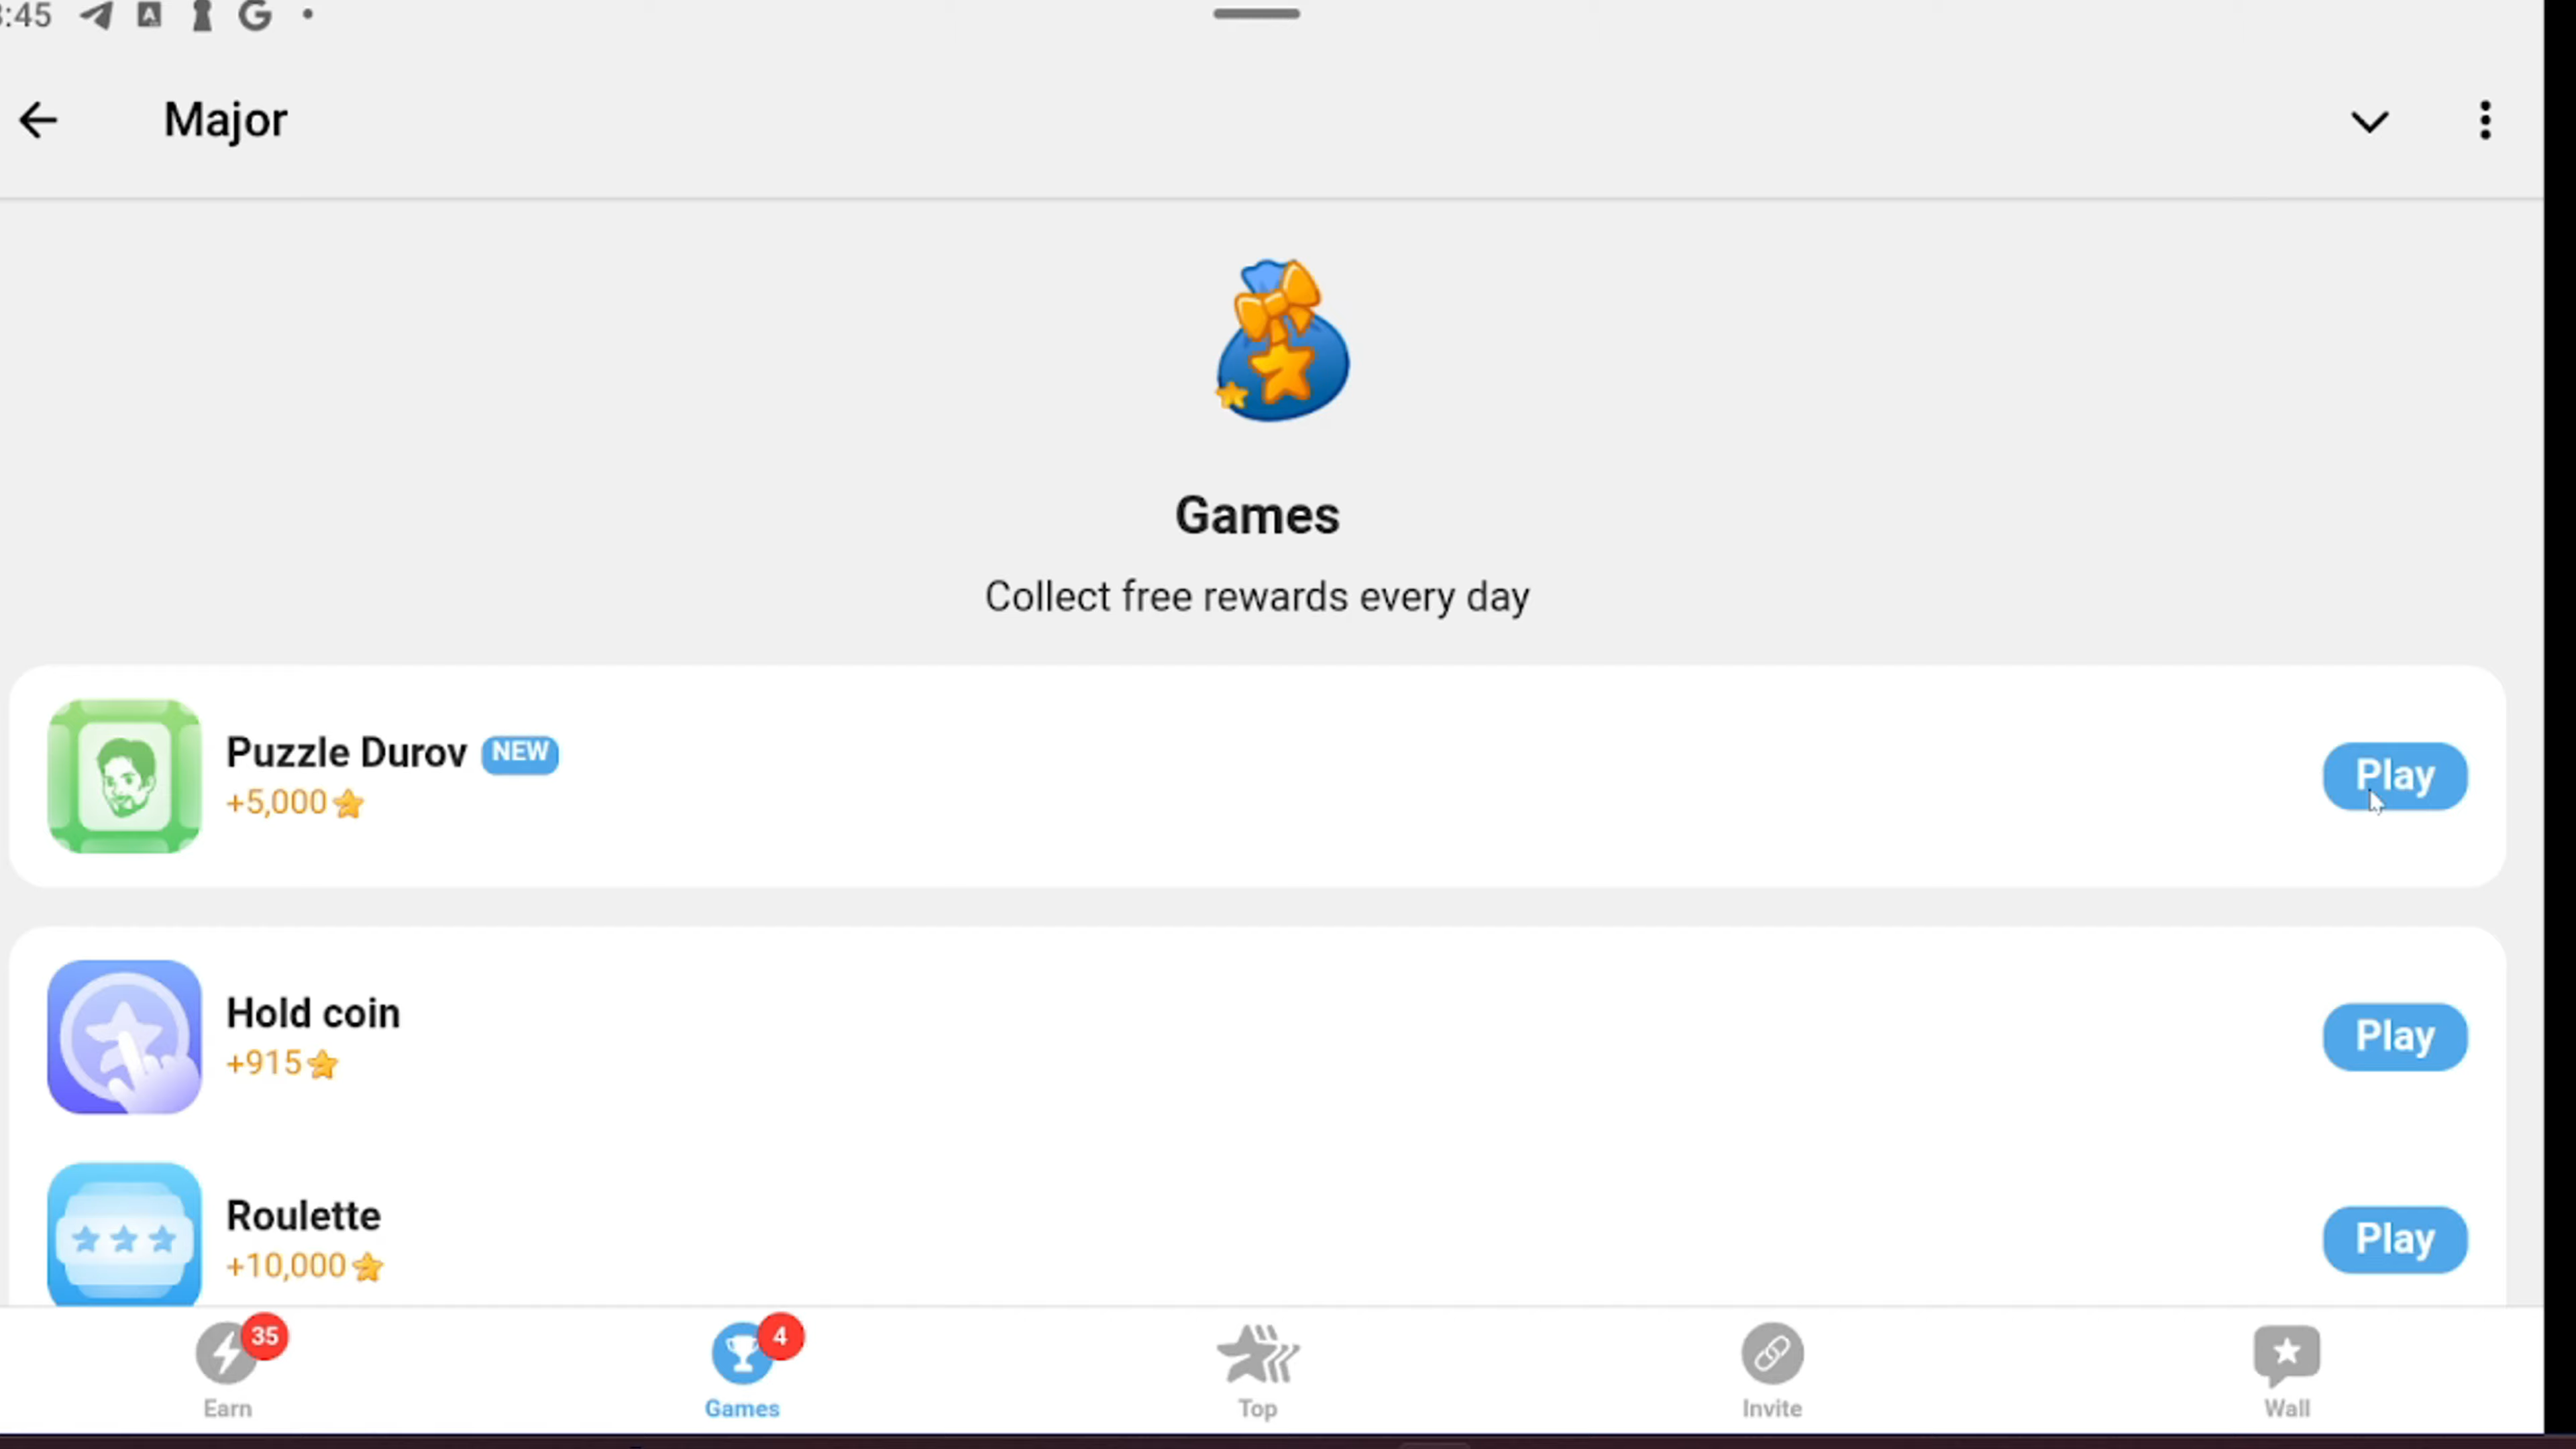 :45
Major
Games
Collect free rewards every day
Puzzle Durov NEW
+5,000
Play
Hold coin
+915
Play
Roulette
+10,000
Play
35
4
Earn
Games
Top
Invite
Wall